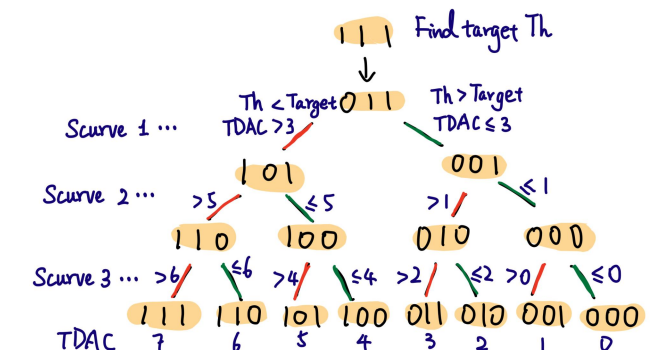 111 Find target Th
Th < Target 011 Th > Target
Scurve 1 ... TDAC > 3 TDAC ≤ 3
101 001
Scurve 2 ... >5 ≤5 >1 ≤1
110 100 010 000
Scurve 3 ... >6 ≤6 >4 ≤4 >2 ≤2 >0 ≤0
111 110 101 100 011 010 001 000
TDAC 7 6 5 4 3 2 1 0